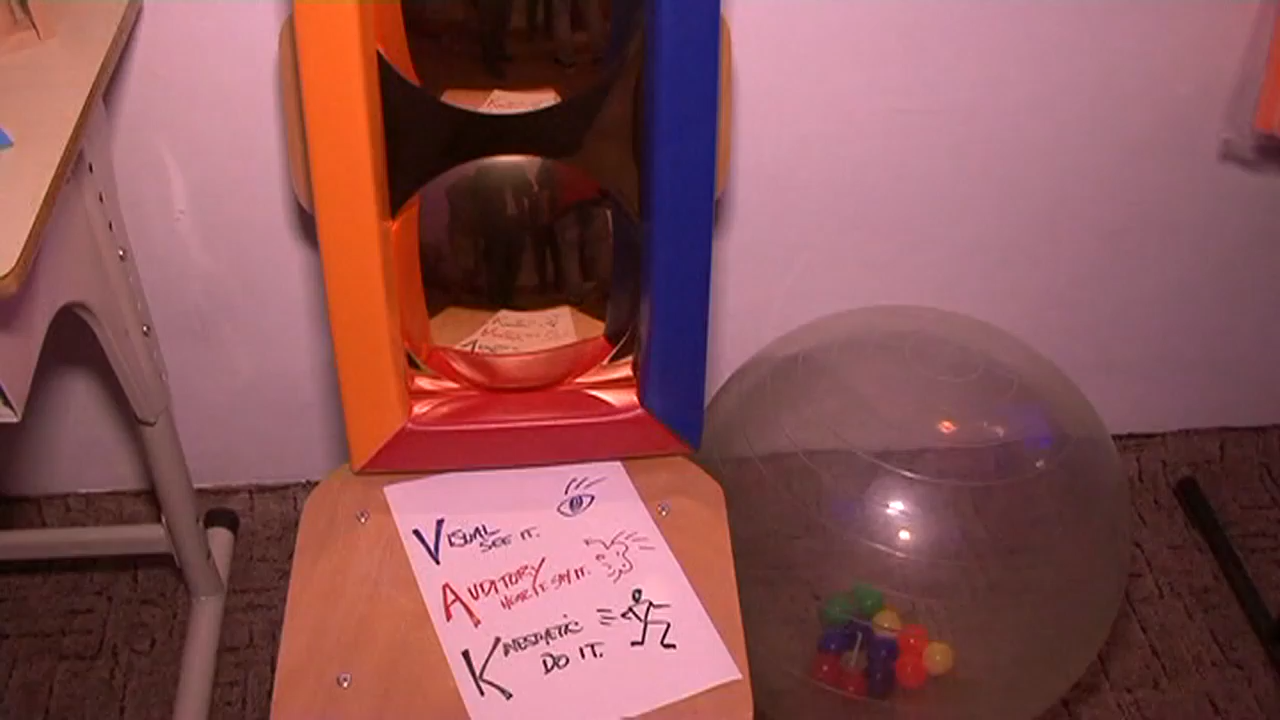 VISUAL
SEE IT.
AUDITORY
HEAR IT SAY IT.
KINESTHETIC
DO IT.